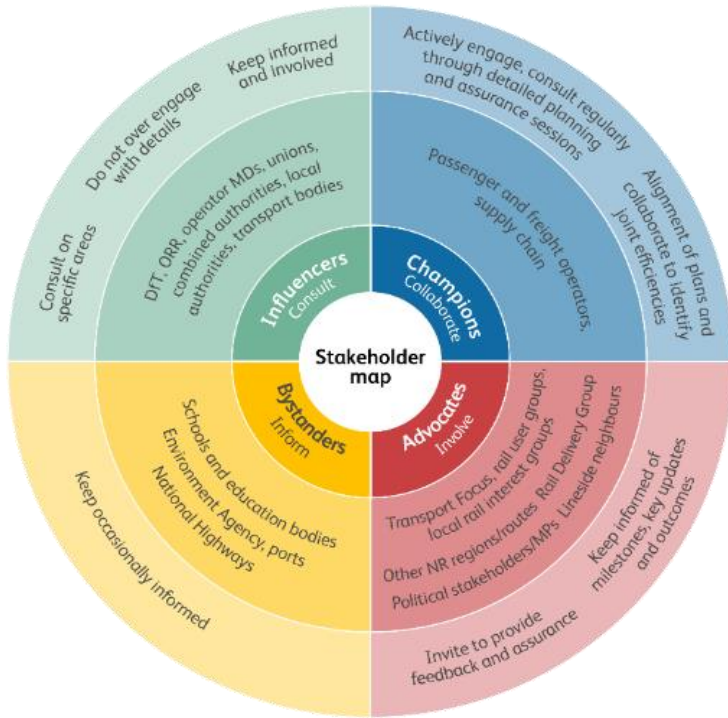 Stakeholder
map
Influencers
Consult
DfT, ORR, operator MDs, unions,
combined authorities, local
authorities, transport bodies
Keep informed
and involved
Do not over engage
with details
Consult on
specific areas
Champions
Collaborate
Passenger and freight operators,
supply chain
Actively engage, consult regularly
through detailed planning
and assurance sessions
Alignment of plans and
collaborate to identify
joint efficiencies
Bystanders
Inform
Schools and education bodies
Environment Agency, ports
National Highways
Keep occasionally informed
Advocates
Involve
Transport Focus, rail user groups,
local rail interest groups
Other NR regions/routes Rail Delivery Group
Political stakeholders/MPs Lineside neighbours
Keep informed of
milestones, key updates
and outcomes
Invite to provide
feedback and assurance